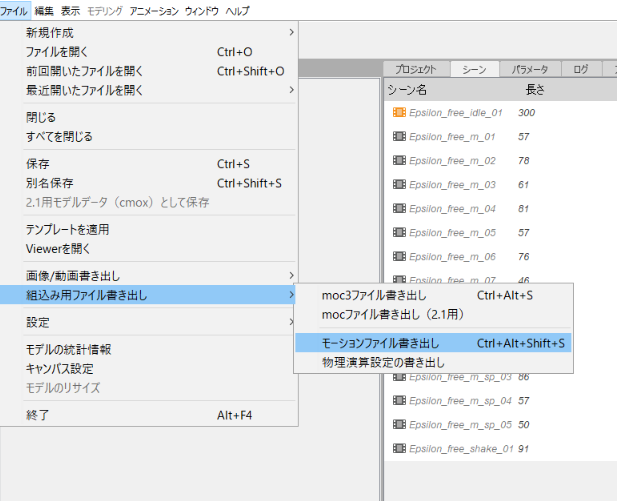 ファイル 編集 表示 モデリング アニメーション ウィンドウ ヘルプ
新規作成
ファイルを開く Ctrl+O
前回開いたファイルを開く Ctrl+Shift+O
最近開いたファイルを開く
閉じる
すべてを閉じる
保存 Ctrl+S
別名保存 Ctrl+Shift+S
2.1用モデルデータ（cmox）として保存
テンプレートを適用
Viewerを開く
画像/動画書き出し
組込み用ファイル書き出し
設定
モデルの統計情報
キャンバス設定
モデルのリサイズ
終了 Alt+F4
moc3ファイル書き出し Ctrl+Alt+S
mocファイル書き出し（2.1用）
モーションファイル書き出し Ctrl+Alt+Shift+S
物理演算設定の書き出し
プロジェクト シーン パラメータ ログ
シーン名 長さ
Epsilon_free_idle_01 300
Epsilon_free_m_01 57
Epsilon_free_m_02 78
Epsilon_free_m_03 61
Epsilon_free_m_04 81
Epsilon_free_m_05 57
Epsilon_free_m_06 76
Epsilon_free_m_07 46
Epsilon_free_m_sp_03 86
Epsilon_free_m_sp_04 57
Epsilon_free_m_sp_05 50
Epsilon_free_shake_01 91